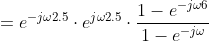 = e^{-jω2.5} · e^{jω2.5} · \frac{1 - e^{-jω6}}{1 - e^{-jω}}